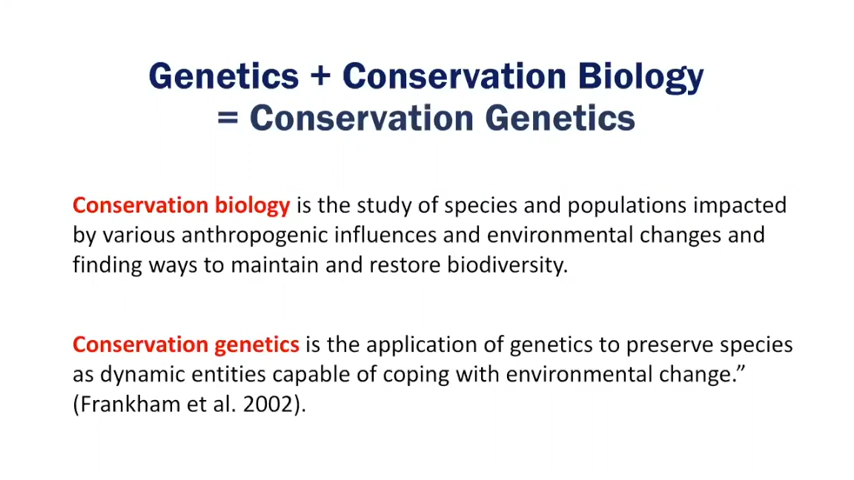 Genetics + Conservation Biology
= Conservation Genetics
Conservation biology is the study of species and populations impacted
by various anthropogenic influences and environmental changes and
finding ways to maintain and restore biodiversity.
Conservation genetics is the application of genetics to preserve species
as dynamic entities capable of coping with environmental change.”
(Frankham et al. 2002).